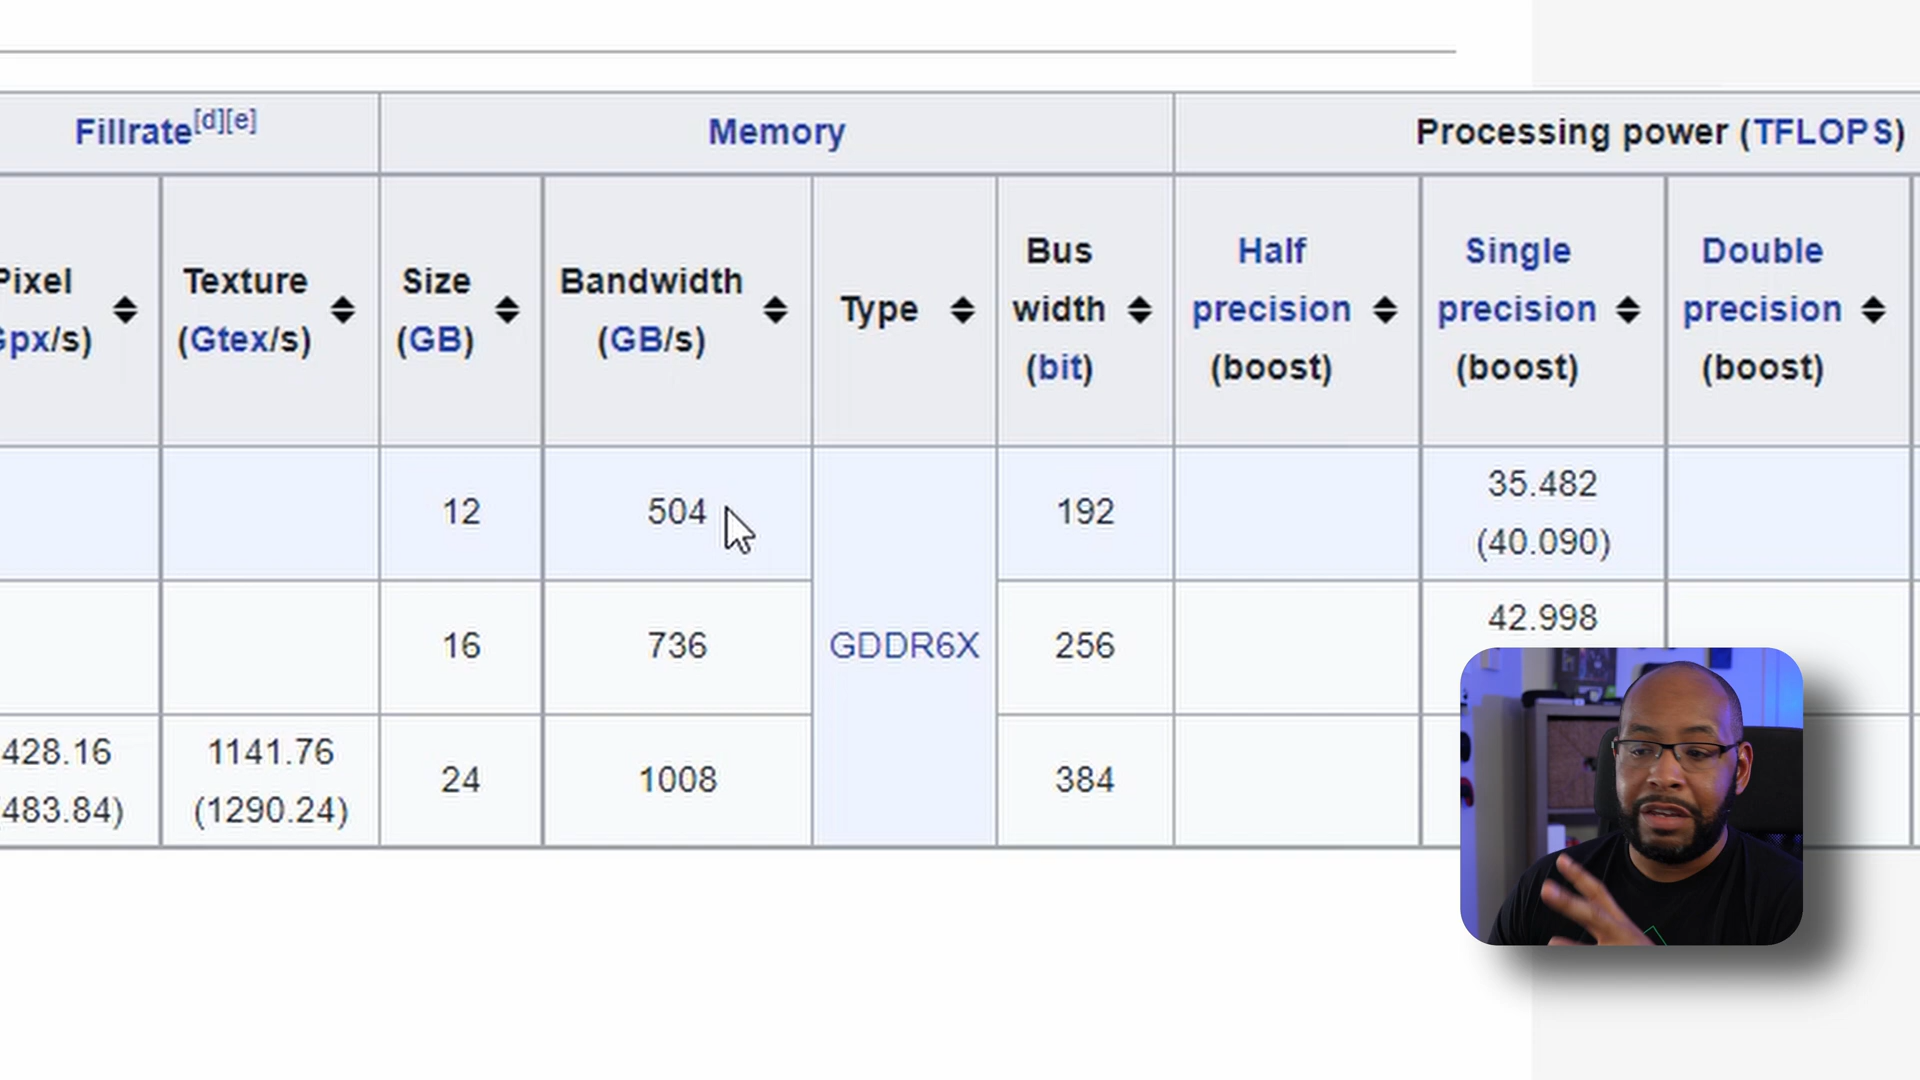 Fillrate[d][e]
Memory
Processing power (TFLOPS)
Pixel
Gpx/s)
Texture
(Gtex/s)
Size
(GB)
Bandwidth
(GB/s)
Type
Bus
width
(bit)
Half
precision
(boost)
Single
precision
(boost)
Double
precision
(boost)
12
504
192
35.482
(40.090)
16
736
GDDR6X
256
42.998
428.16
(483.84)
1141.76
(1290.24)
24
1008
384